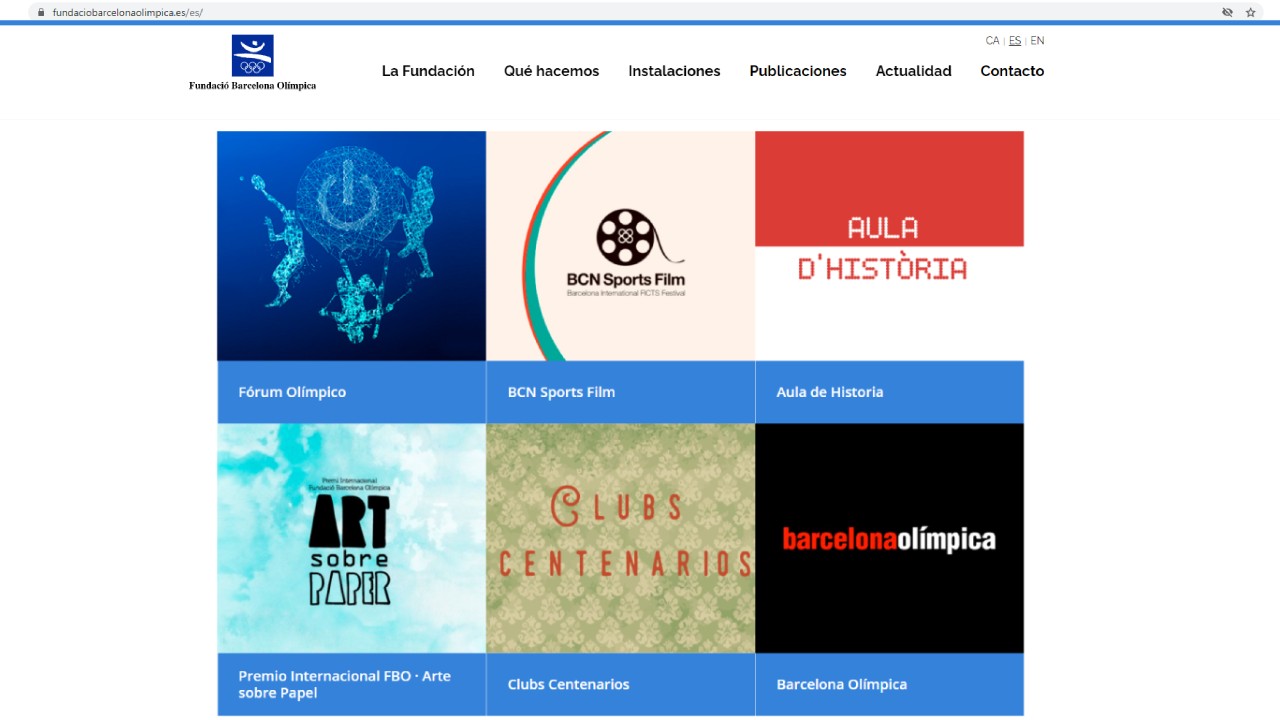 fundaciobarcelonaolimpica.es/es/
CA | ES | EN
Fundació Barcelona Olímpica
La Fundación Qué hacemos Instalaciones Publicaciones Actualidad Contacto
BCN Sports Film
Barcelona International FICTS Festival
AULA
D'HISTÒRIA
Fórum Olímpico
BCN Sports Film
Aula de Historia
Premi Internacional
Fundació Barcelona Olímpica
ART
sobre
PAPER
CLUBS
CENTENARIOS
barcelonaolímpica
Premio Internacional FBO · Arte
sobre Papel
Clubs Centenarios
Barcelona Olímpica